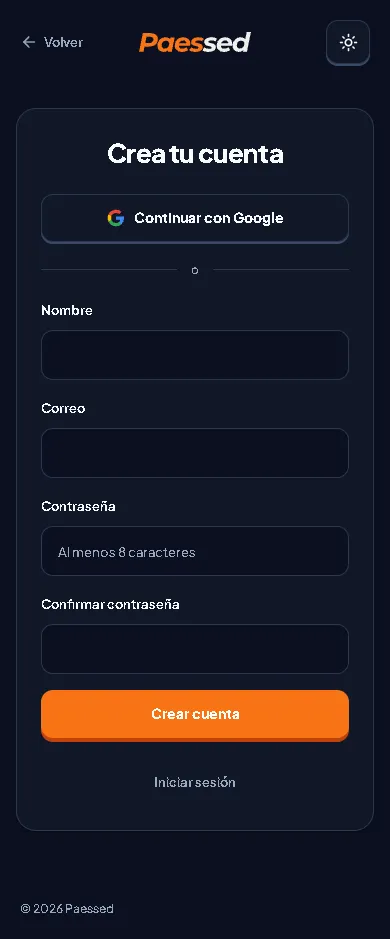 Volver
Paessed
Crea tu cuenta
Continuar con Google
o
Nombre
Correo
Contraseña
Al menos 8 caracteres
Confirmar contraseña
Crear cuenta
Iniciar sesión
© 2026 Paessed